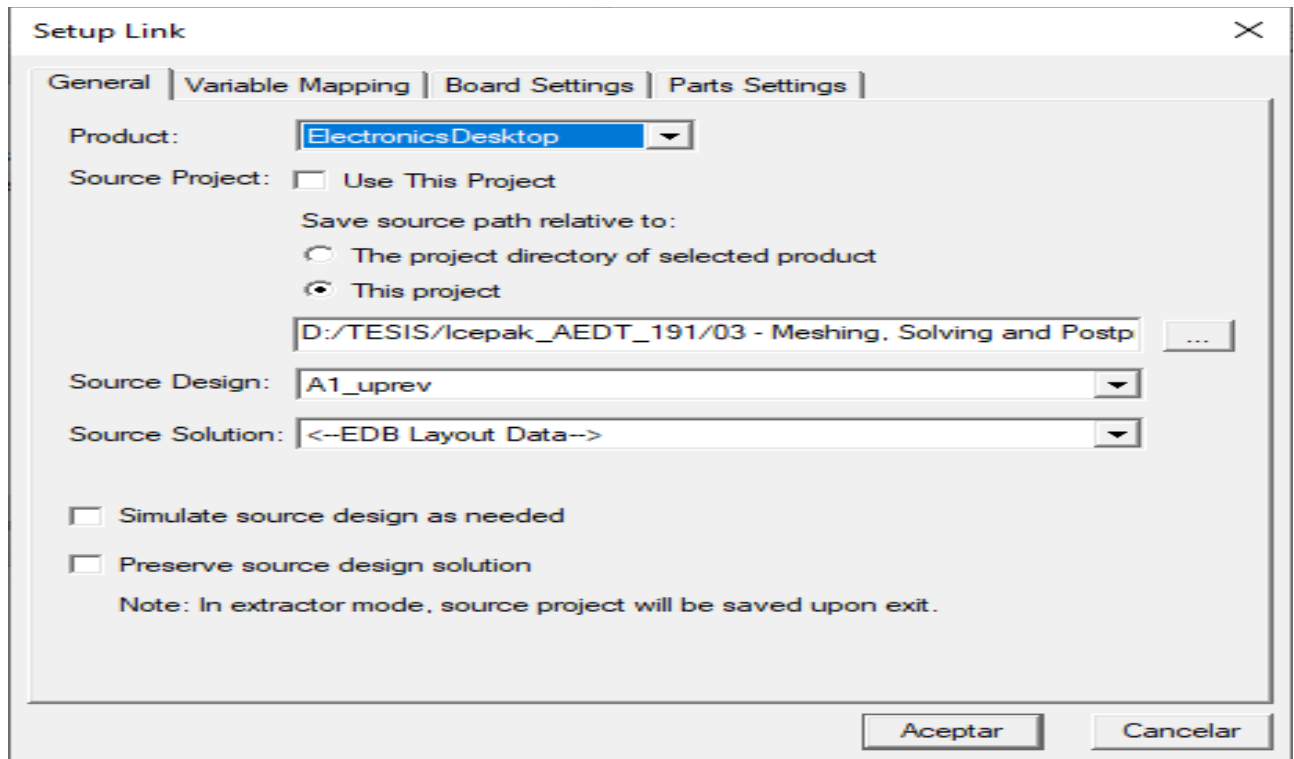 Setup Link
General Variable Mapping Board Settings Parts Settings
Product: ElectronicsDesktop
Source Project: Use This Project
Save source path relative to:
The project directory of selected product
This project
D:/TESIS/Icepak_AEDT_191/03 - Meshing, Solving and Postp ...
Source Design: A1_uprev
Source Solution: <--EDB Layout Data-->
Simulate source design as needed
Preserve source design solution
Note: In extractor mode, source project will be saved upon exit.
Aceptar Cancelar